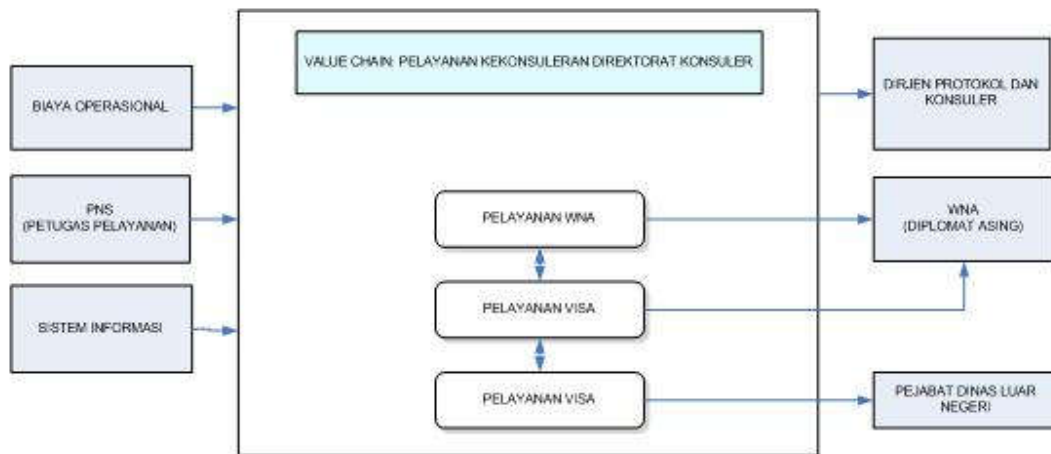 VALUE CHAIN: PELAYANAN KEKONSULERAN DIREKTORAT KONSULER
BIAYA OPERASIONAL
PNS
(PETUGAS PELAYANAN)
SISTEM INFORMASI
PELAYANAN WNA
PELAYANAN VISA
PELAYANAN VISA
DIRJEN PROTOKOL DAN
KONSULER
WNA
(DIPLOMAT ASING)
PEJABAT DINAS LUAR
NEGERI